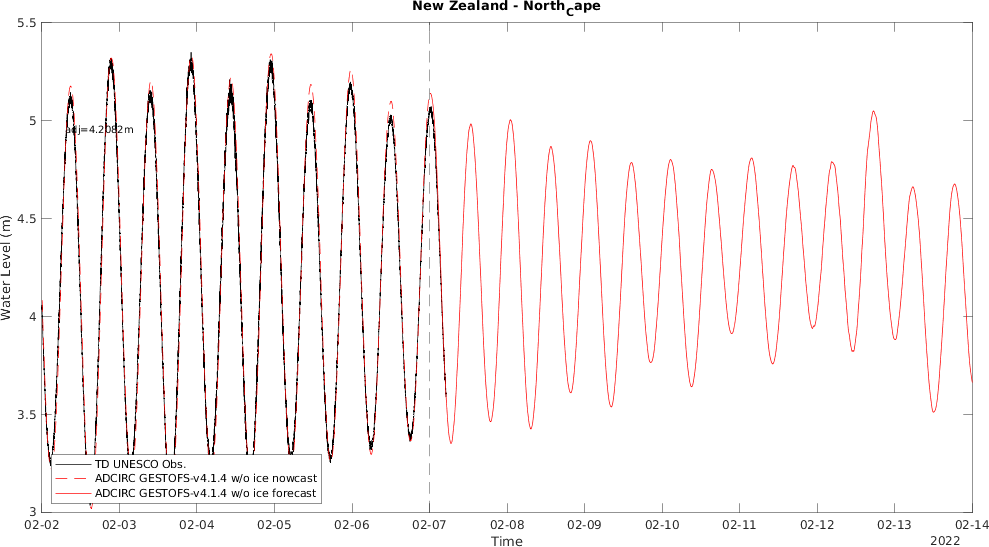 New Zealand - North_Cape
5.5
5
adj=4.2082m
4.5
Water Level (m)
4
3.5
TD UNESCO Obs.
ADCIRC GESTOFS-v4.1.4 w/o ice nowcast
ADCIRC GESTOFS-v4.1.4 w/o ice forecast
3
02-02 02-03 02-04 02-05 02-06 02-07 02-08 02-09 02-10 02-11 02-12 02-13 02-14
Time
2022